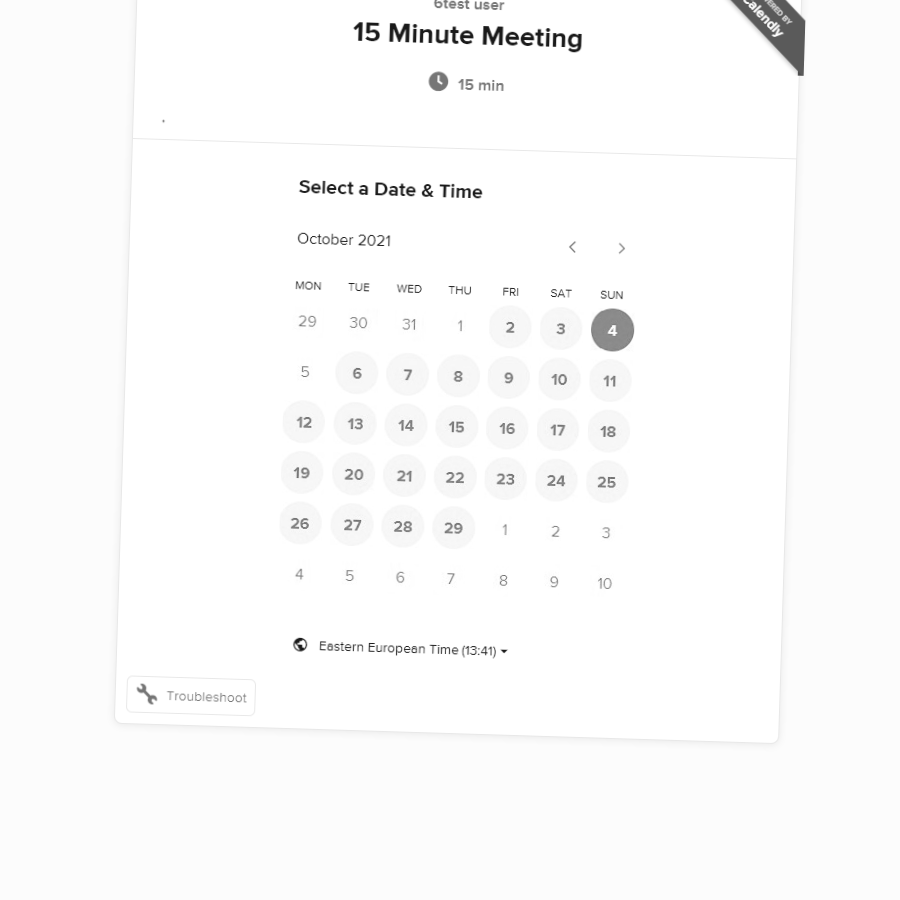 6test user
15 Minute Meeting
15 min
Calendly
Select a Date & Time
October 2021
MON TUE WED THU FRI SAT SUN
29 30 31 1 2 3 4
5 6 7 8 9 10 11
12 13 14 15 16 17 18
19 20 21 22 23 24 25
26 27 28 29 1 2 3
4 5 6 7 8 9 10
Eastern European Time (13:41)
Troubleshoot